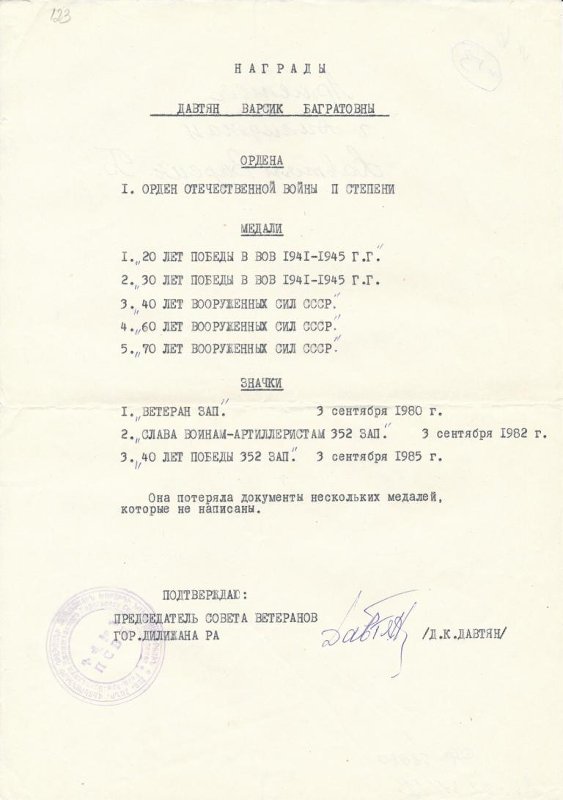 123
НАГРАДЫ
ДАВТЯН ВАРСИК БАГРАТОВНЫ
ОРДЕНА
I. ОРДЕН ОТЕЧЕСТВЕННОЙ ВОЙНЫ П СТЕПЕНИ
МЕДАЛИ
I. „20 ЛЕТ ПОБЕДЫ В ВОВ 1941-1945 Г.Г."
2. „30 ЛЕТ ПОБЕДЫ В ВОВ 1941-1945 Г.Г."
3. „40 ЛЕТ ВООРУЖЕННЫХ СИЛ СССР."
4. „60 ЛЕТ ВООРУЖЕННЫХ СИЛ СССР."
5. „70 ЛЕТ ВООРУЖЕННЫХ СИЛ СССР."
ЗНАЧКИ
I. „ВЕТЕРАН ЗАП". 3 сентября 1980 г.
2. „СЛАВА ВОИНАМ-АРТИЛЛЕРИСТАМ 352 ЗАП." 3 сентября 1982 г.
3. „40 ЛЕТ ПОБЕДЫ 352 ЗАП." 3 сентября 1985 г.
Она потеряла документы нескольких медалей,
которые не написаны.
ПОДТВЕРЖДАЮ:
ПРЕДСЕДАТЕЛЬ СОВЕТА ВЕТЕРАНОВ
ГОР.ДИЛИЖАНА РА /Д.К.ДАВТЯН/